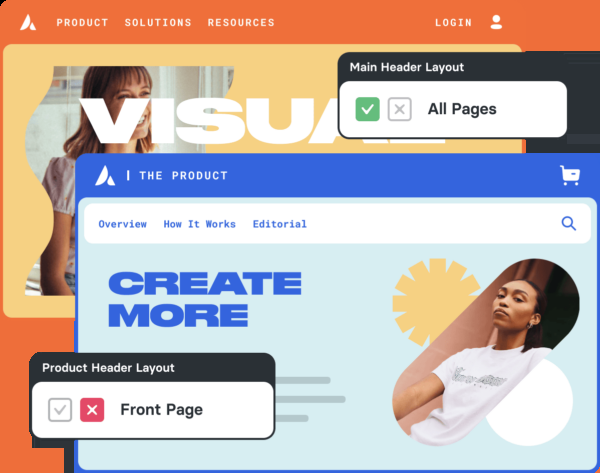 PRODUCT SOLUTIONS RESOURCES LOGIN
Main Header Layout
All Pages
THE PRODUCT
Overview How It Works Editorial
CREATE
MORE
Product Header Layout
Front Page